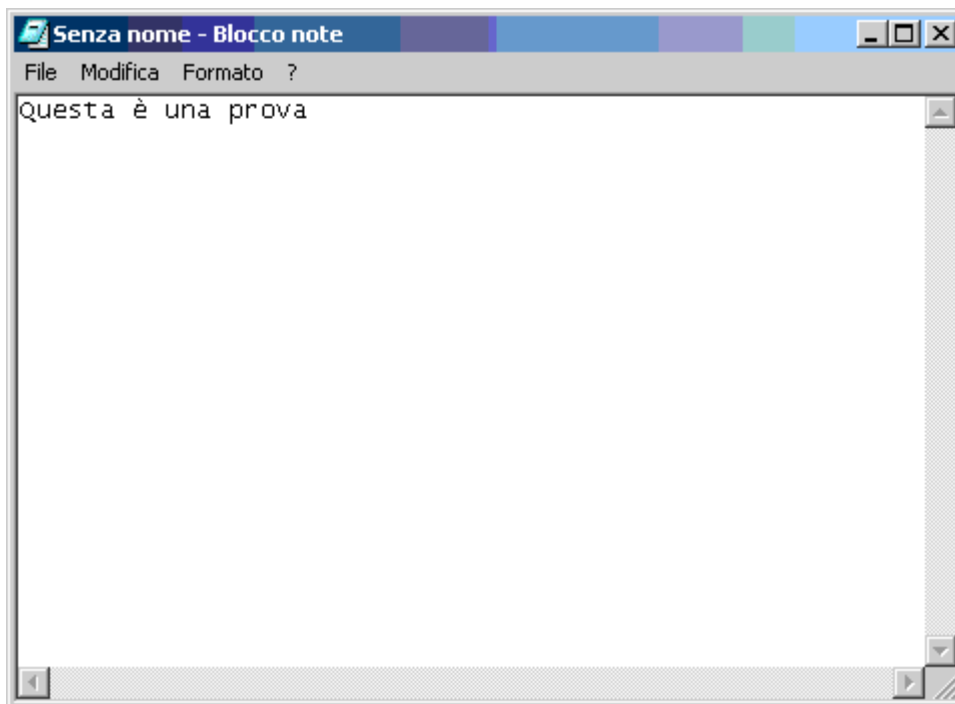 Senza nome - Blocco note
File Modifica Formato ?
Questa è una prova